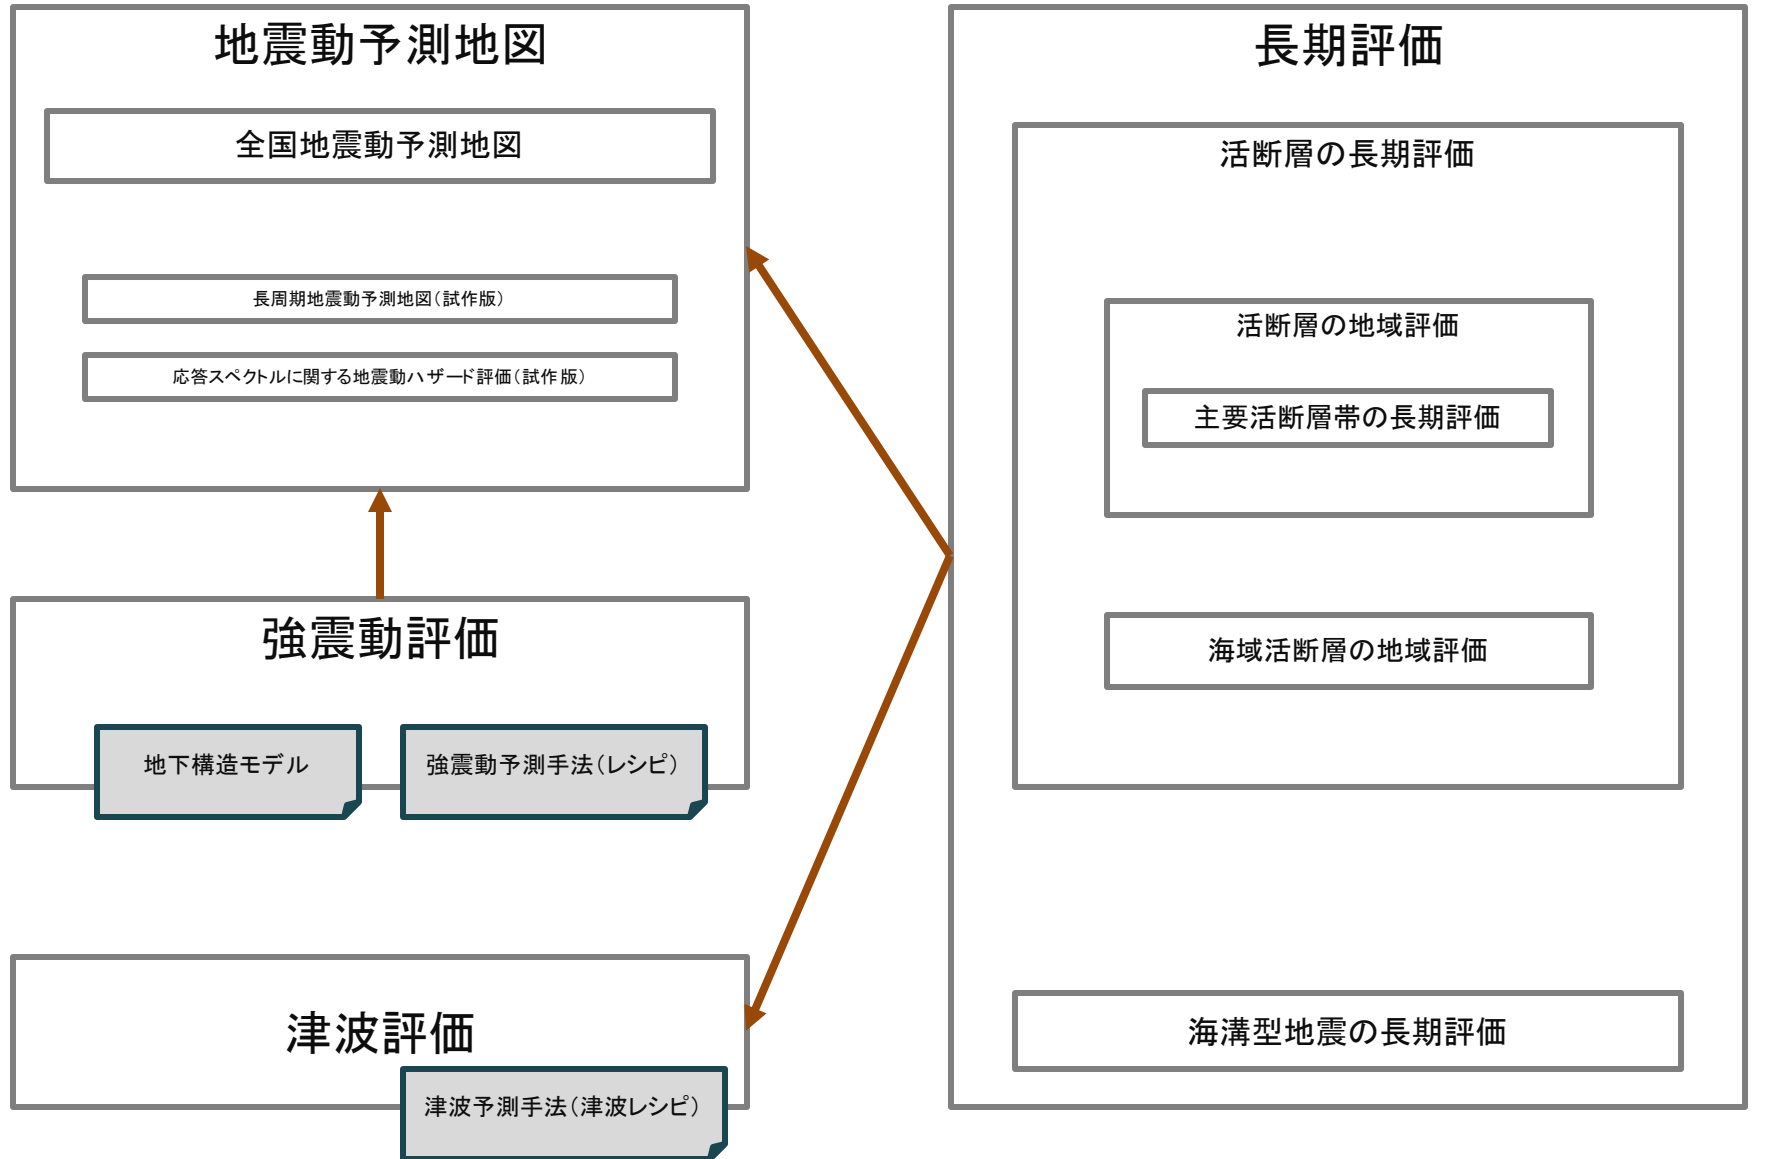 地震動予測地図
全国地震動予測地図
長周期地震動予測地図（試作版）
応答スペクトルに関する地震動ハザード評価（試作版）
強震動評価
地下構造モデル
強震動予測手法（レシピ）
津波評価
津波予測手法（津波レシピ）
長期評価
活断層の長期評価
活断層の地域評価
主要活断層帯の長期評価
海域活断層の地域評価
海溝型地震の長期評価